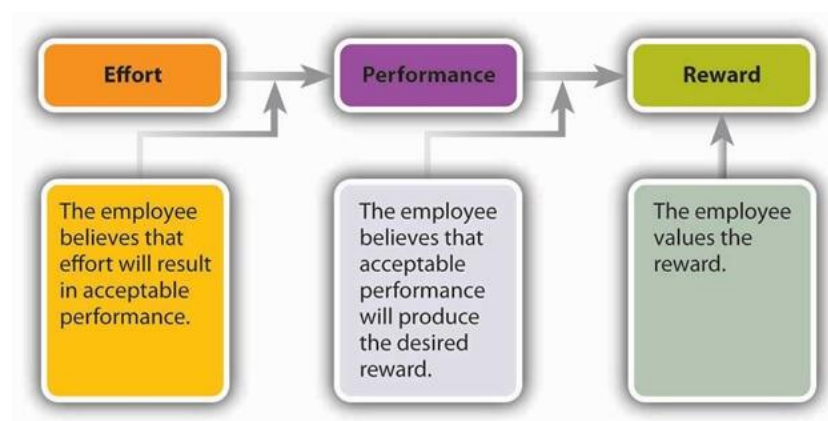 Effort
Performance
Reward
The employee
believes that
effort will result
in acceptable
performance.
The employee
believes that
acceptable
performance
will produce
the desired
reward.
The employee
values the
reward.